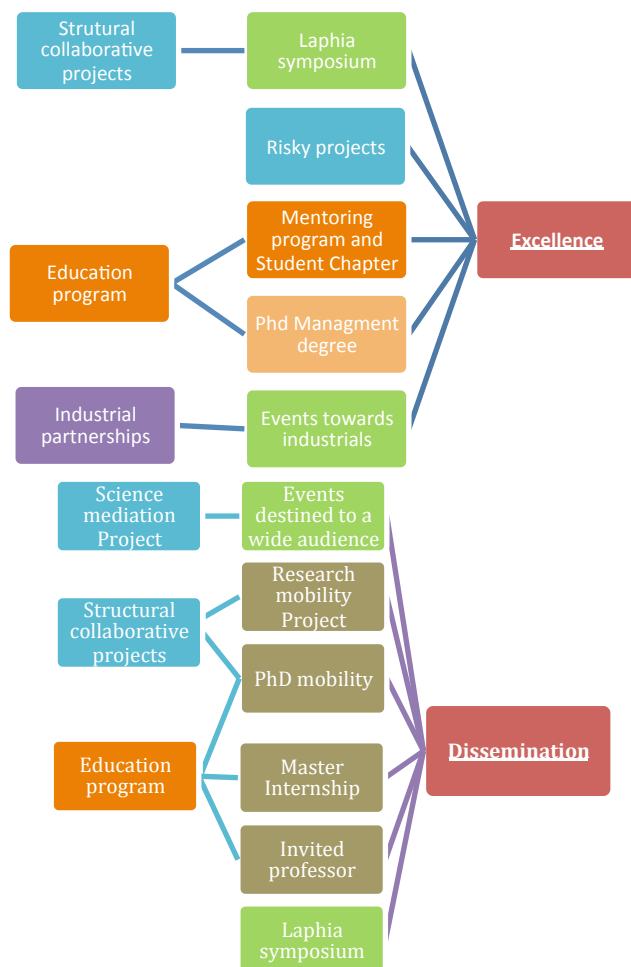 Strutural
collaborative
projects
Laphia
symposium
Risky projects
Mentoring
program and
Student Chapter
Excellence
Education
program
Phd Managment
degree
Industrial
partnerships
Events towards
industrials
Science
mediation
Project
Events
destined to a
wide audience
Research
mobility
Project
Structural
collaborative
projects
PhD mobility
Dissemination
Education
program
Master
Internship
Invited
professor
Laphia
symposium